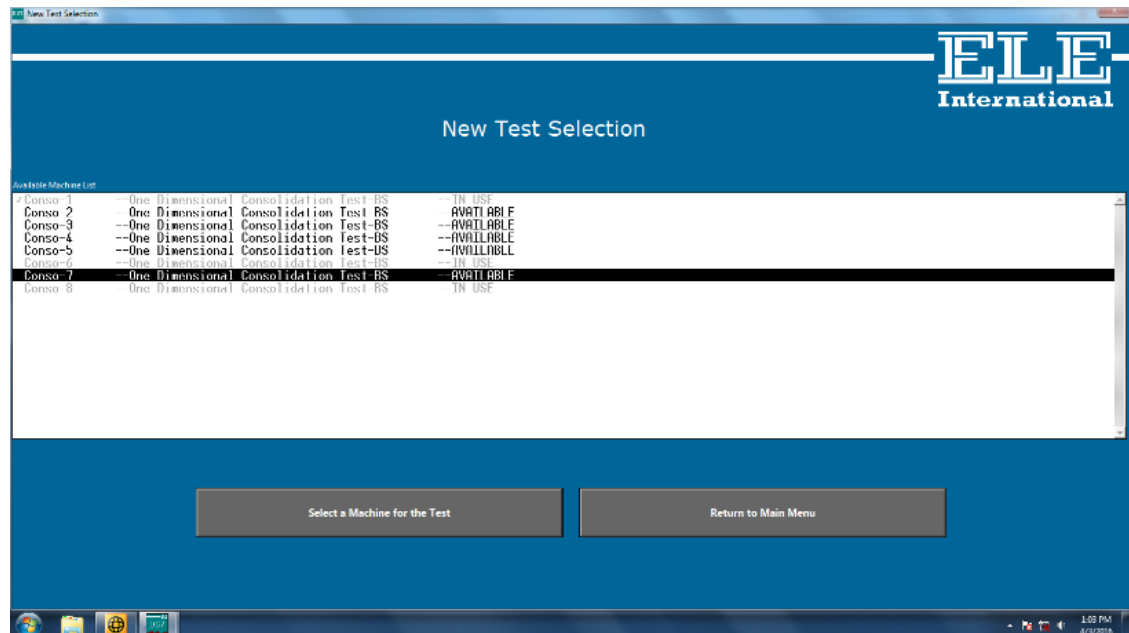 New Test Selection
ELE
International
New Test Selection
Available Machine List
✓Conso-1 --One Dimensional Consolidation Test-BS --IN USE
Conso-2 --One Dimensional Consolidation Test-BS --AVAILABLE
Conso-3 --One Dimensional Consolidation Test-BS --AVAILABLE
Conso-4 --One Dimensional Consolidation Test-BS --AVAILABLE
Conso-5 --One Dimensional Consolidation Test-BS --AVAILABLE
Conso-6 --One Dimensional Consolidation Test-BS --IN USE
Conso-7 --One Dimensional Consolidation Test-BS --AVAILABLE
Conso-8 --One Dimensional Consolidation Test-BS --IN USE
Select a Machine for the Test
Return to Main Menu
1:03 PM
4/3/2016